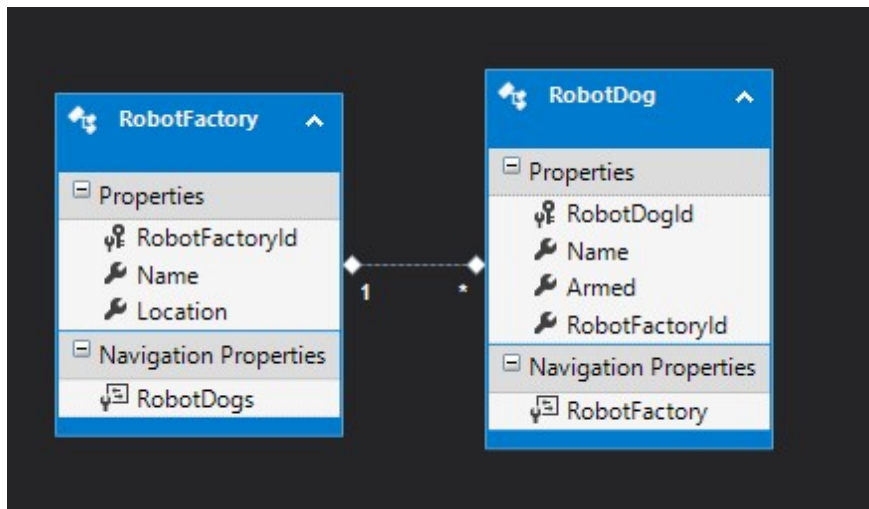 RobotFactory
Properties
RobotFactoryId
Name
Location
Navigation Properties
RobotDogs
1
*
RobotDog
Properties
RobotDogId
Name
Armed
RobotFactoryId
Navigation Properties
RobotFactory